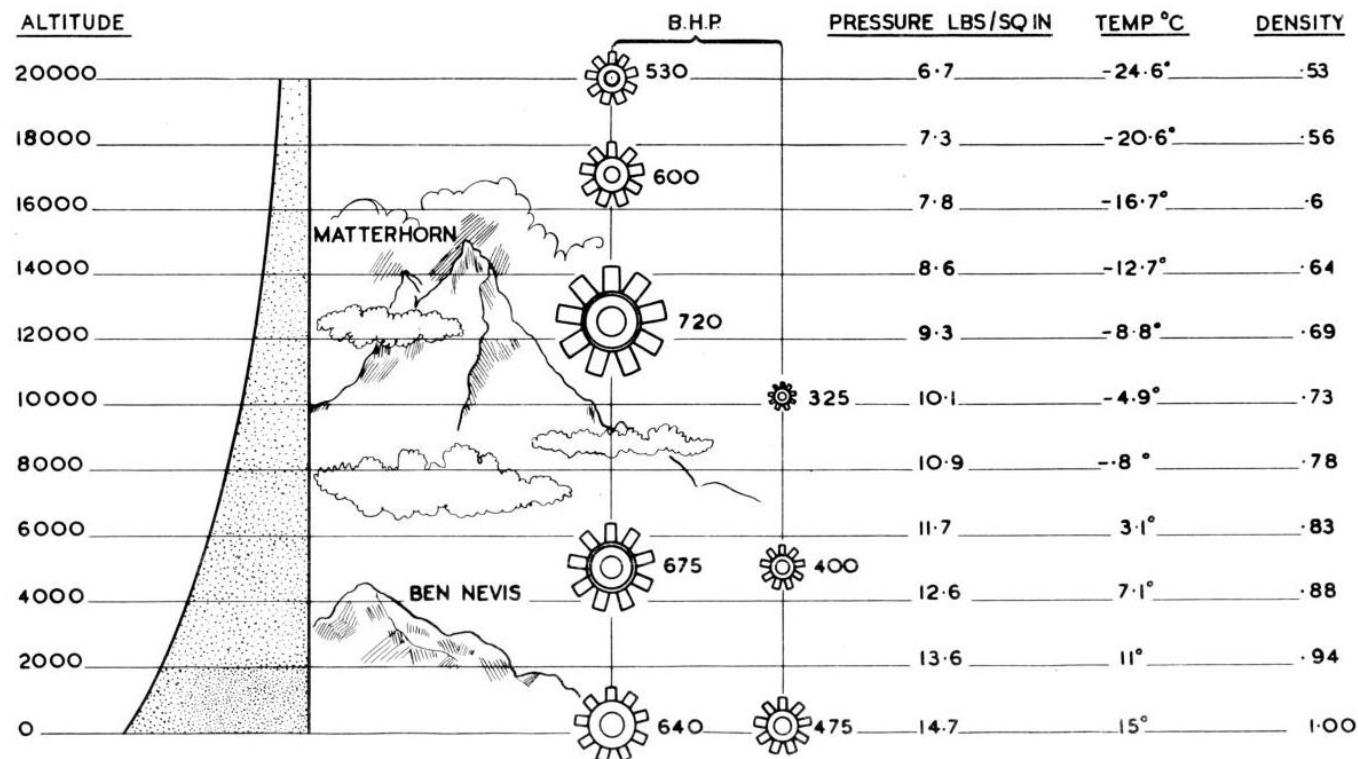 ALTITUDE B.H.P. PRESSURE LBS/SQ IN TEMP °C DENSITY
20000 530 6·7 -24·6° ·53
18000 7·3 -20·6° ·56
600
16000 7·8 -16·7° ·6
MATTERHORN
14000 8·6 -12·7° ·64
720
12000 9·3 -8·8° ·69
10000 325 10·1 -4·9° ·73
8000 10·9 -·8° ·78
6000 11·7 3·1° ·83
675 400
4000 BEN NEVIS 12·6 7·1° ·88
2000 13·6 11° ·94
0 640 475 14·7 15° 1·00